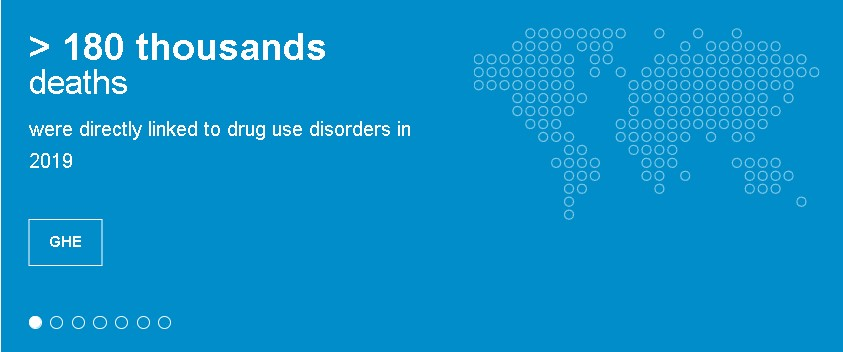 > 180 thousands
deaths
were directly linked to drug use disorders in
2019
GHE